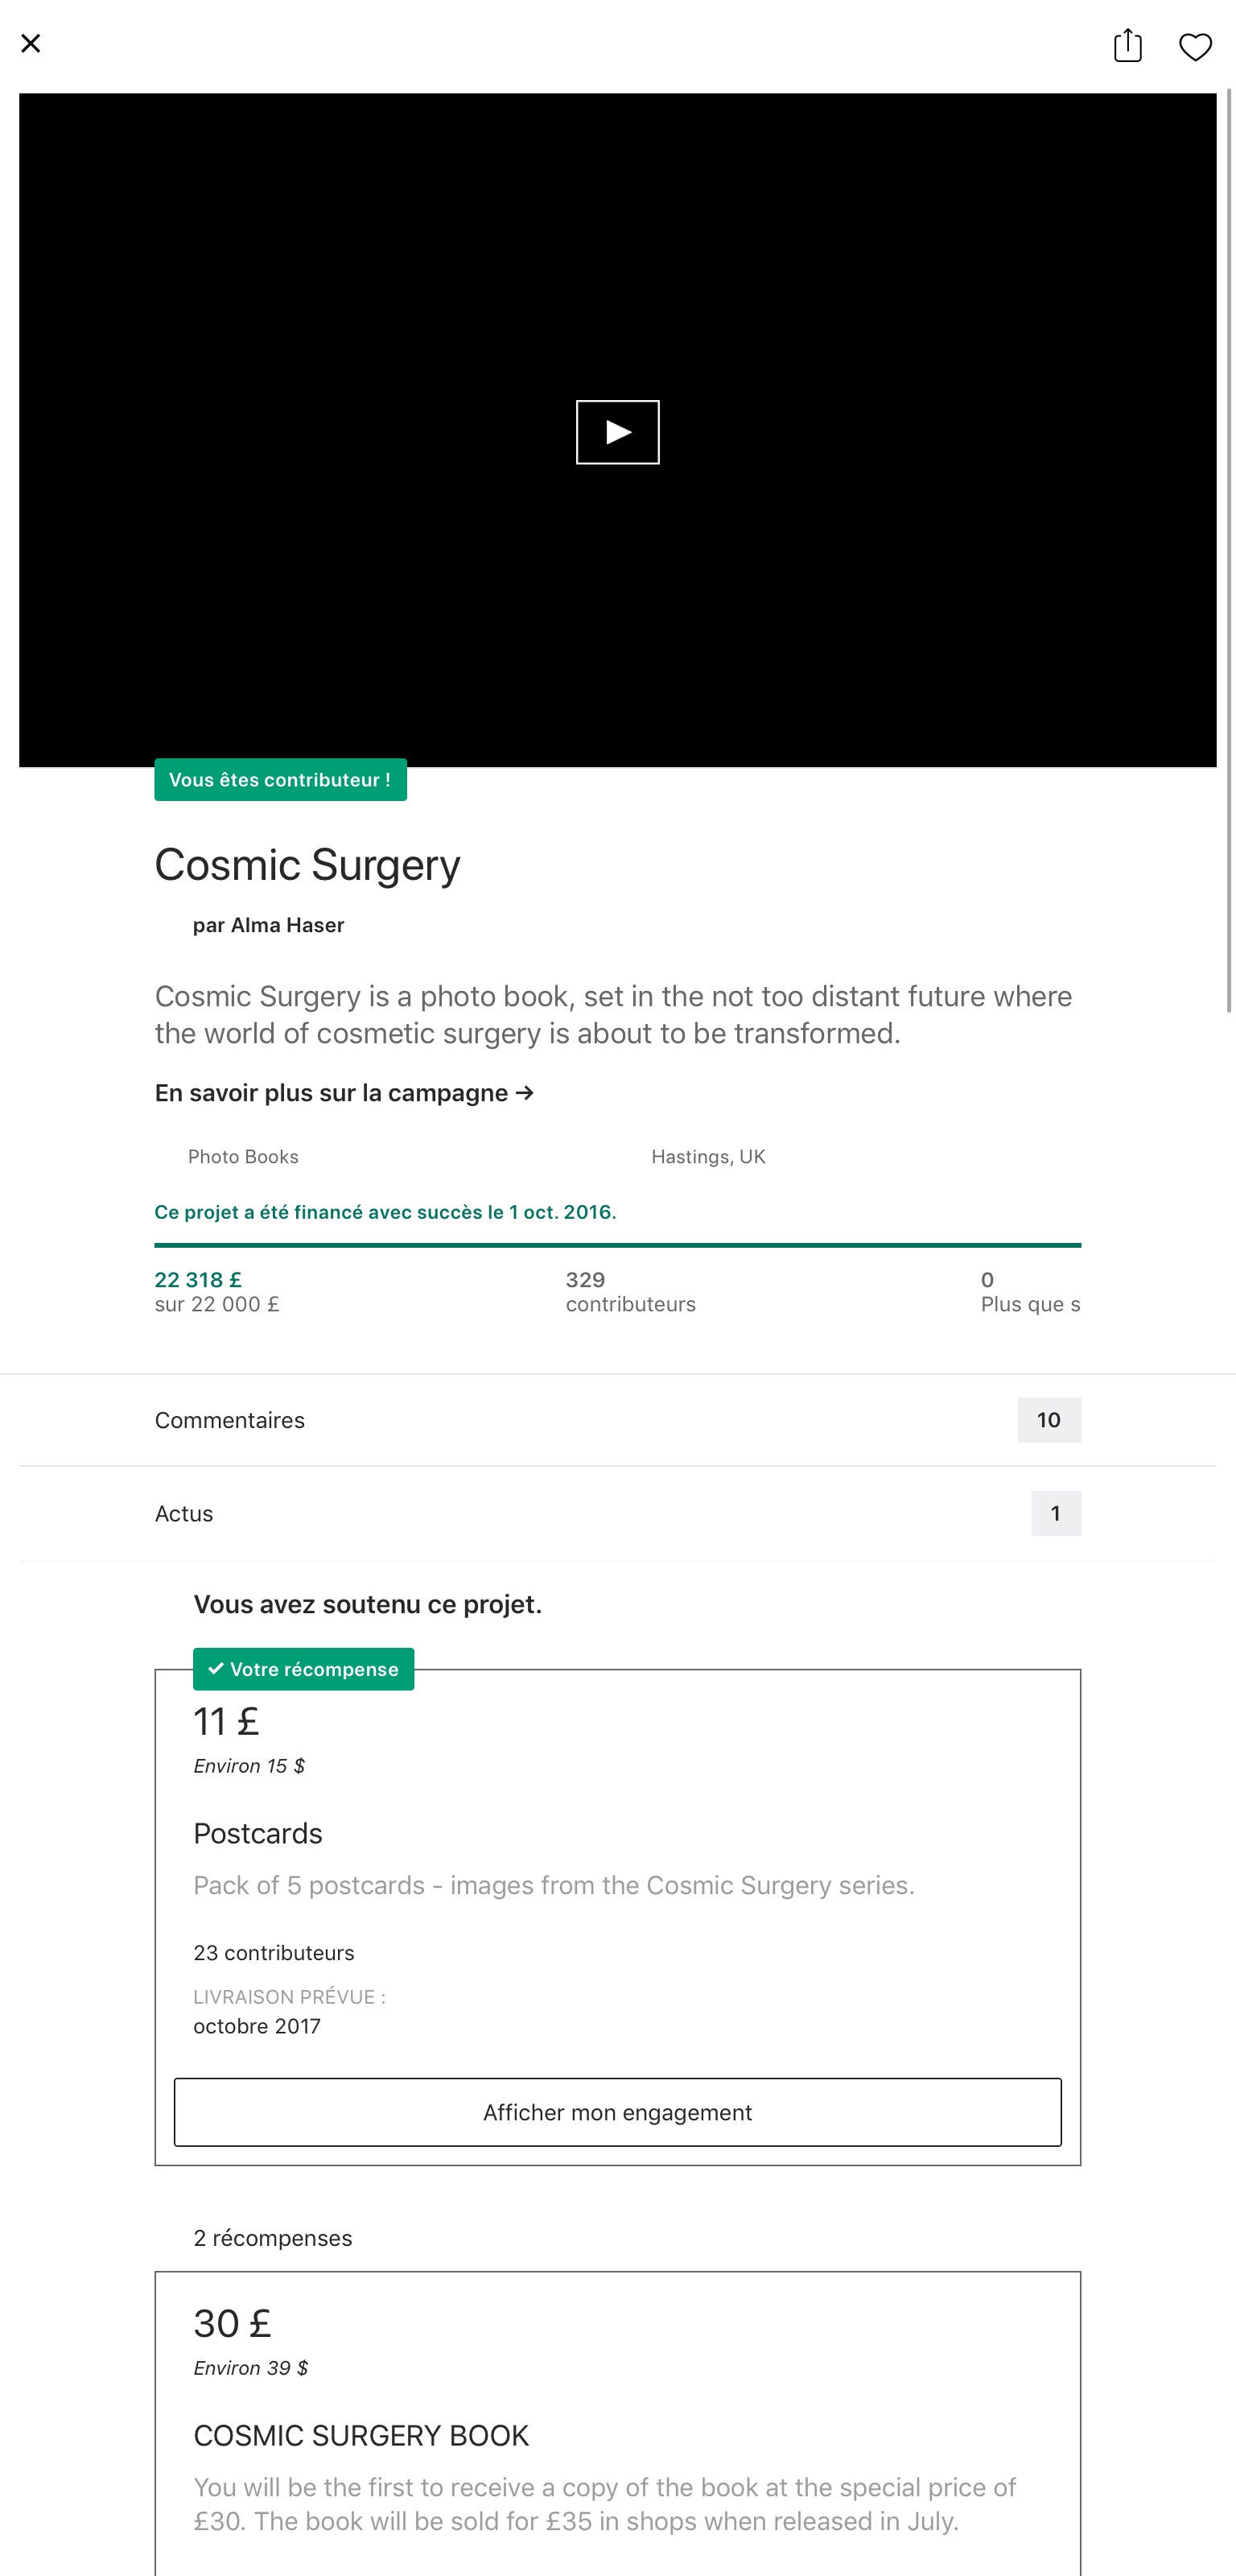 Vous êtes contributeur !
Cosmic Surgery
par Alma Haser
Cosmic Surgery is a photo book, set in the not too distant future where
the world of cosmetic surgery is about to be transformed.
En savoir plus sur la campagne →
Photo Books
Hastings, UK
Ce projet a été financé avec succès le 1 oct. 2016.
22 318 £
sur 22 000 £
329
contributeurs
0
Plus que s
Commentaires
10
Actus
1
Vous avez soutenu ce projet.
✓ Votre récompense
11 £
Environ 15 $
Postcards
Pack of 5 postcards - images from the Cosmic Surgery series.
23 contributeurs
LIVRAISON PRÉVUE :
octobre 2017
Afficher mon engagement
2 récompenses
30 £
Environ 39 $
COSMIC SURGERY BOOK
You will be the first to receive a copy of the book at the special price of
£30. The book will be sold for £35 in shops when released in July.